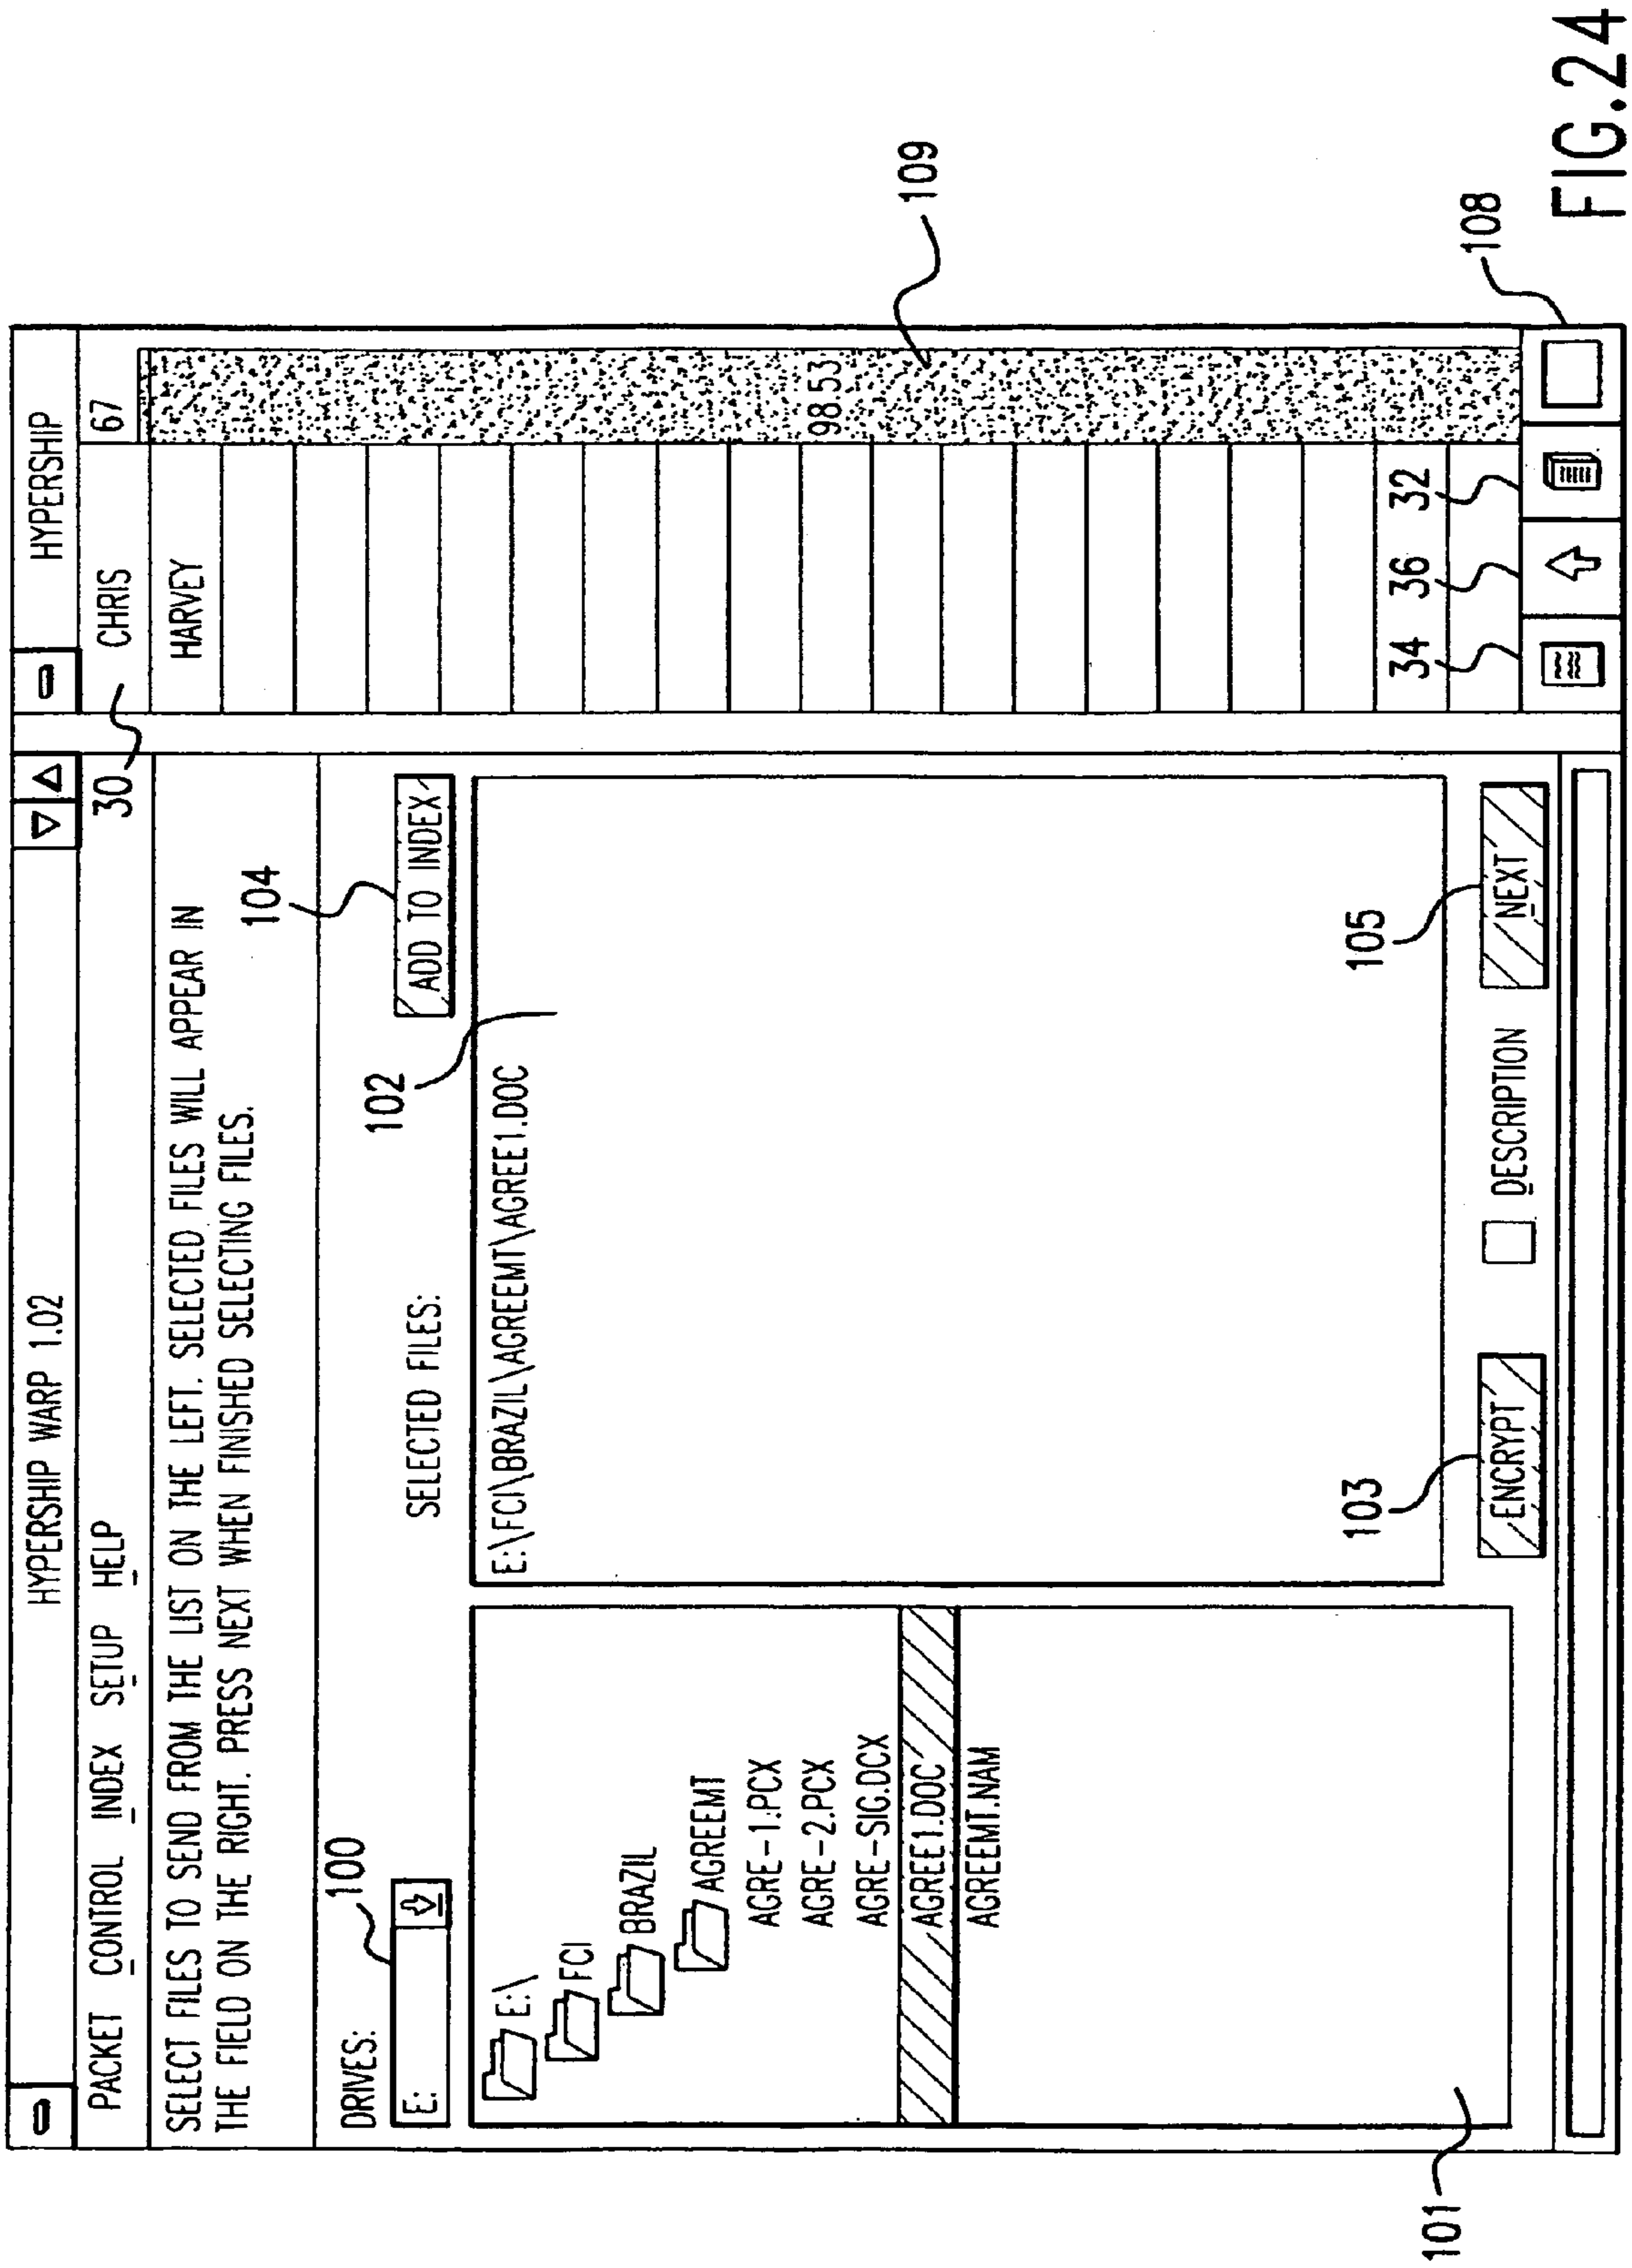 HYPERSHIP WARP 1.02
PACKET CONTROL INDEX SETUP HELP
SELECT FILES TO SEND FROM THE LIST ON THE LEFT. SELECTED FILES WILL APPEAR IN
THE FIELD ON THE RIGHT. PRESS NEXT WHEN FINISHED SELECTING FILES.
DRIVES:
100
E:
SELECTED FILES:
104
ADD TO INDEX
E:\
FCI
BRAZIL
AGREEMT
AGRE-1.PCX
AGRE-2.PCX
AGRE-SIG.DCX
AGREE1.DOC
AGREEMT.NAM
101
102
E:\FCI\BRAZIL\AGREEMT\AGREE1.DOC
103
ENCRYPT
DESCRIPTION
105
NEXT
HYPERSHIP
30
CHRIS
67
HARVEY
98 53
109
34
36
32
108
FIG.24